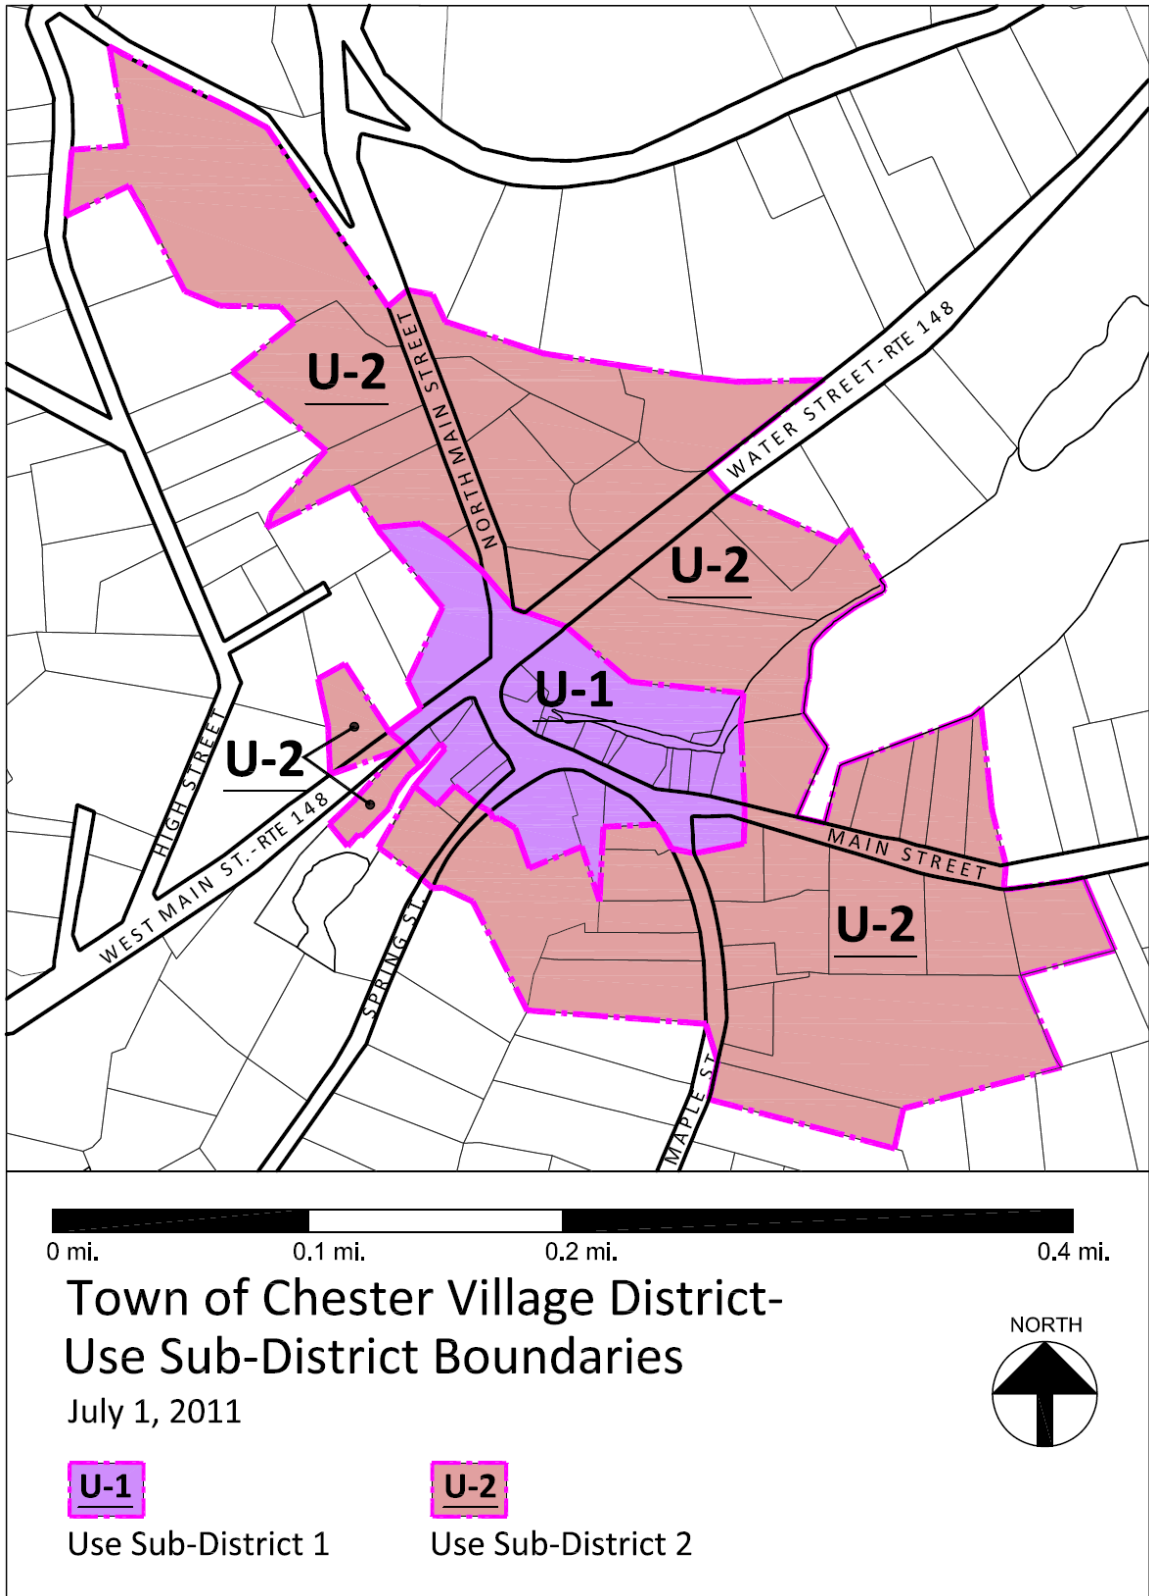 U-2
NORTH MAIN STREET
WATER STREET-RTE 148
U-2
U-1
U-2
HIGH STREET
WEST MAIN ST.-RTE 148
SPRING ST.
MAIN STREET
U-2
MAPLE ST.
0 mi.
0.1 mi.
0.2 mi.
0.4 mi.
Town of Chester Village District-
Use Sub-District Boundaries
July 1, 2011
NORTH
U-1
U-2
Use Sub-District 1
Use Sub-District 2